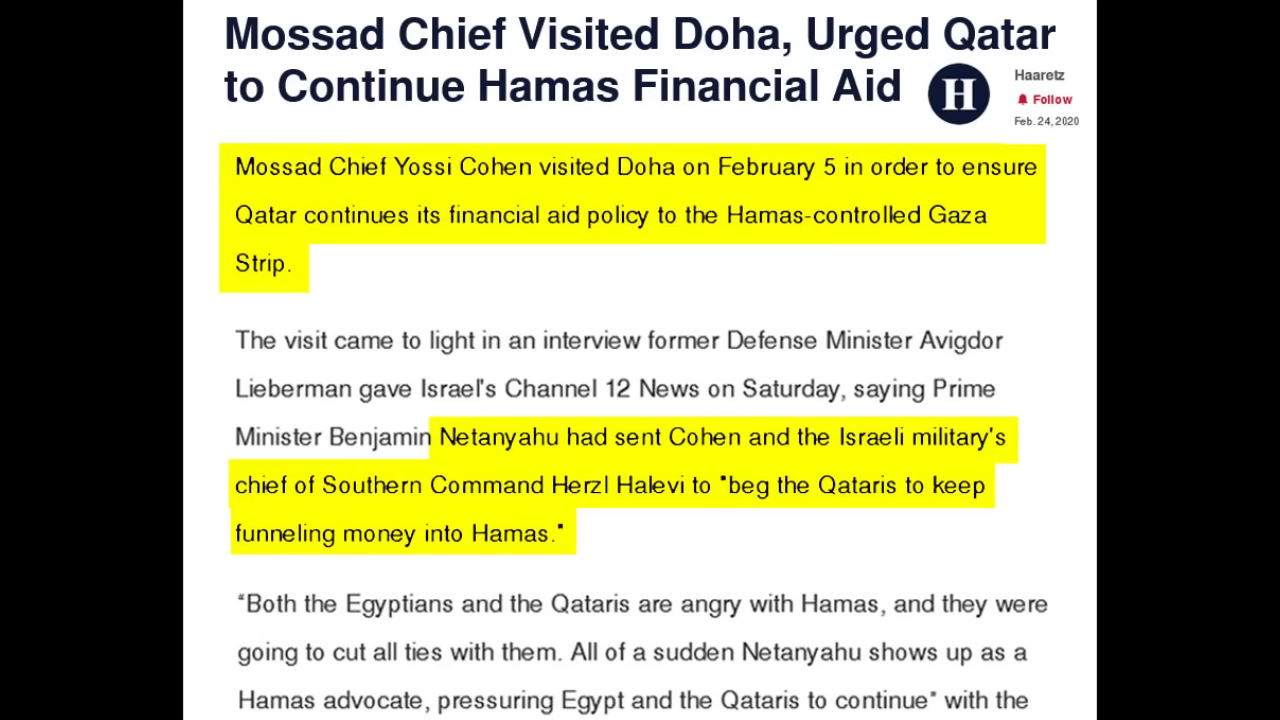 Mossad Chief Visited Doha, Urged Qatar
to Continue Hamas Financial Aid
H
Haaretz
Follow
Feb. 24, 2020
Mossad Chief Yossi Cohen visited Doha on February 5 in order to ensure
Qatar continues its financial aid policy to the Hamas-controlled Gaza
Strip.
The visit came to light in an interview former Defense Minister Avigdor
Lieberman gave Israel's Channel 12 News on Saturday, saying Prime
Minister Benjamin Netanyahu had sent Cohen and the Israeli military's
chief of Southern Command Herzl Halevi to "beg the Qataris to keep
funneling money into Hamas."
“Both the Egyptians and the Qataris are angry with Hamas, and they were
going to cut all ties with them. All of a sudden Netanyahu shows up as a
Hamas advocate, pressuring Egypt and the Qataris to continue" with the